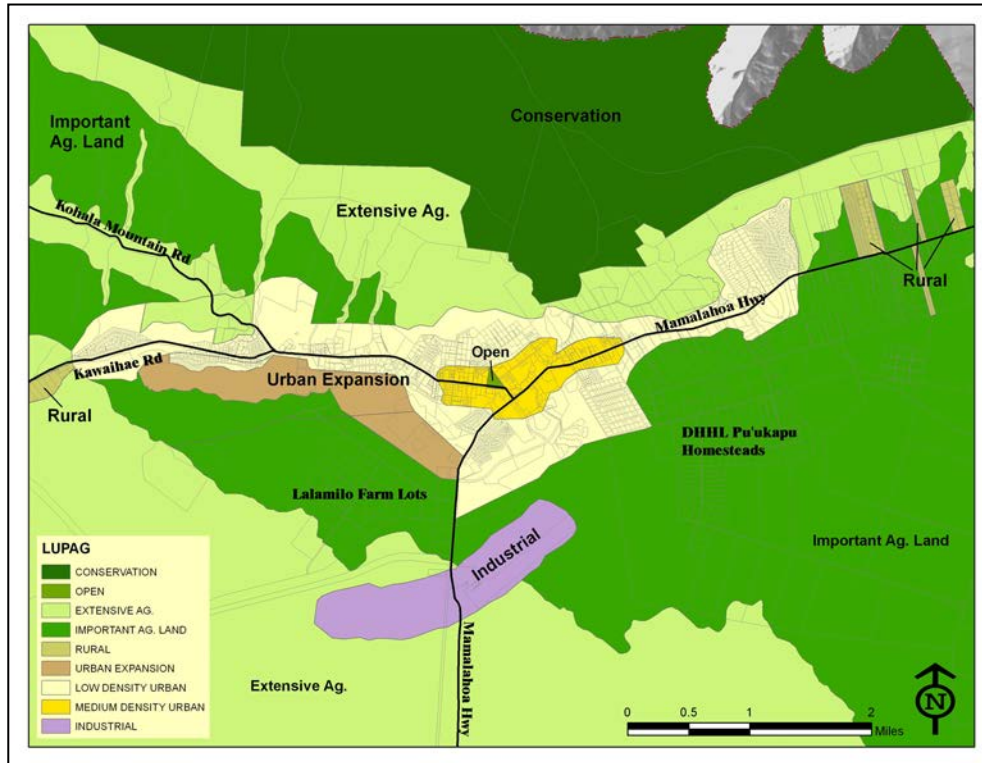 Conservation
Important
Ag. Land
Extensive Ag.
Kohala Mountain Rd
Rural
Mamalahoa Hwy
Open
Kawaihae Rd
Urban Expansion
Rural
DHHL Pu'ukapu
Homesteads
Lalamilo Farm Lots
Important Ag. Land
Industrial
LUPAG
CONSERVATION
OPEN
EXTENSIVE AG.
IMPORTANT AG. LAND
RURAL
URBAN EXPANSION
LOW DENSITY URBAN
MEDIUM DENSITY URBAN
INDUSTRIAL
Extensive Ag.
Mamalahoa Hwy
0 0.5 1 2
Miles
N